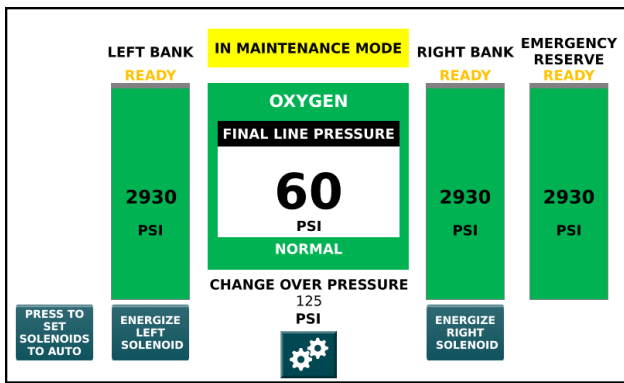 IN MAINTENANCE MODE
LEFT BANK
READY
RIGHT BANK
READY
EMERGENCY
RESERVE
READY
OXYGEN
FINAL LINE PRESSURE
60
PSI
NORMAL
2930
PSI
2930
PSI
2930
PSI
CHANGE OVER PRESSURE
125
PSI
PRESS TO
SET
SOLENOIDS
TO AUTO
ENERGIZE
LEFT
SOLENOID
ENERGIZE
RIGHT
SOLENOID